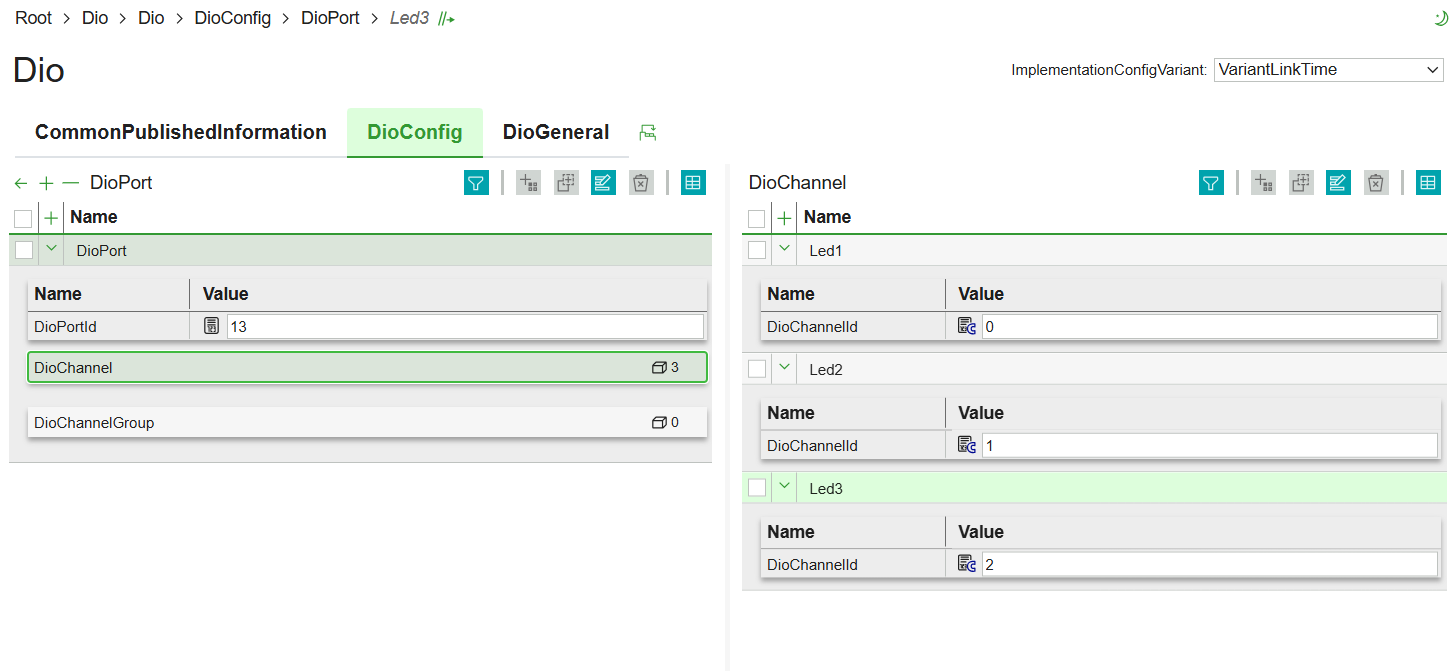 Root > Dio > Dio > DioConfig > DioPort > Led3
Dio
ImplementationConfigVariant: VariantLinkTime
CommonPublishedInformation DioConfig DioGeneral
DioPort
Name
DioPort
Name Value
DioPortId 13
DioChannel 3
DioChannelGroup 0
DioChannel
Name
Led1
Name Value
DioChannelId 0
Led2
Name Value
DioChannelId 1
Led3
Name Value
DioChannelId 2